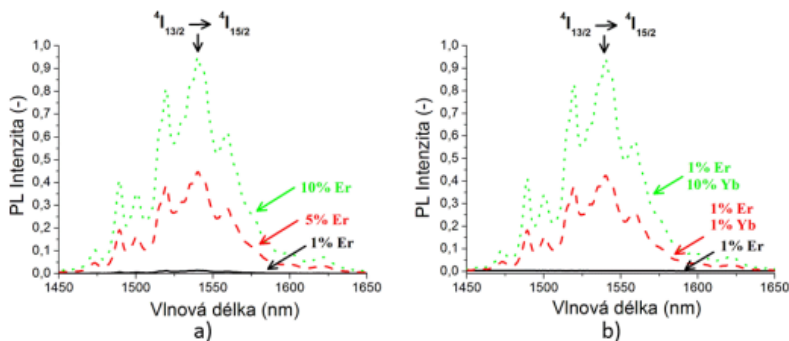 ⁴I₁₃/₂ → ⁴I₁₅/₂
1,0
0,9
0,8
0,7
0,6
0,5
0,4
0,3
0,2
0,1
0,0
PL Intenzita (-)
10% Er
5% Er
1% Er
1450 1500 1550 1600 1650
Vlnová délka (nm)
a)
⁴I₁₃/₂ → ⁴I₁₅/₂
1,0
0,9
0,8
0,7
0,6
0,5
0,4
0,3
0,2
0,1
0,0
PL Intenzita (-)
1% Er
10% Yb
1% Er
1% Yb
1% Er
1450 1500 1550 1600 1650
Vlnová délka (nm)
b)